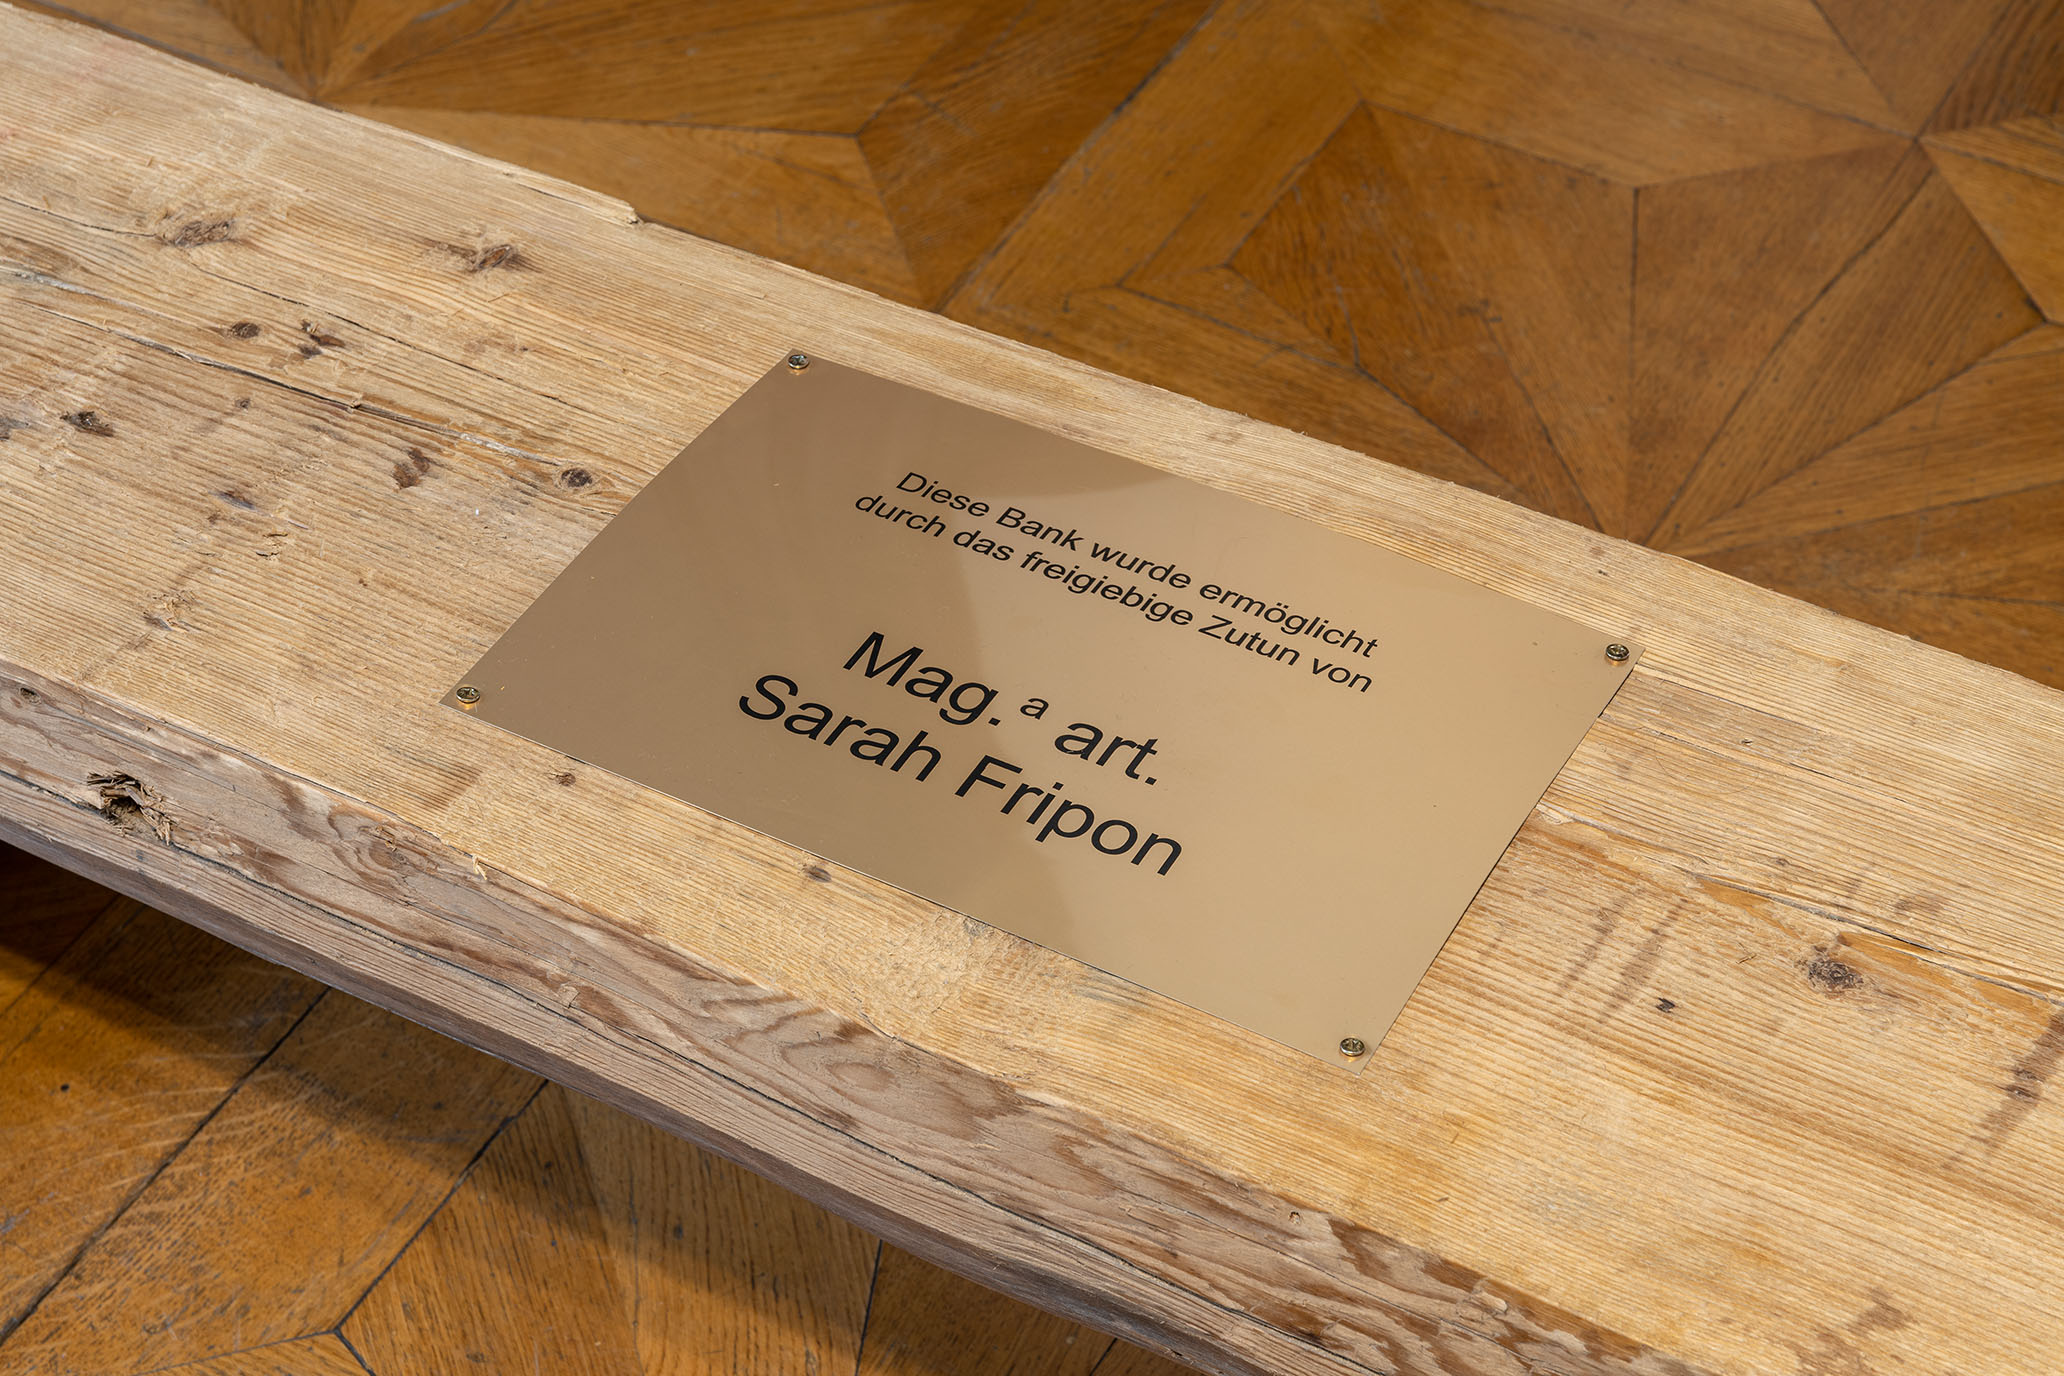 Diese Bank wurde ermöglicht
durch das freigiebige Zutun von
Mag. ª art.
Sarah Fripon